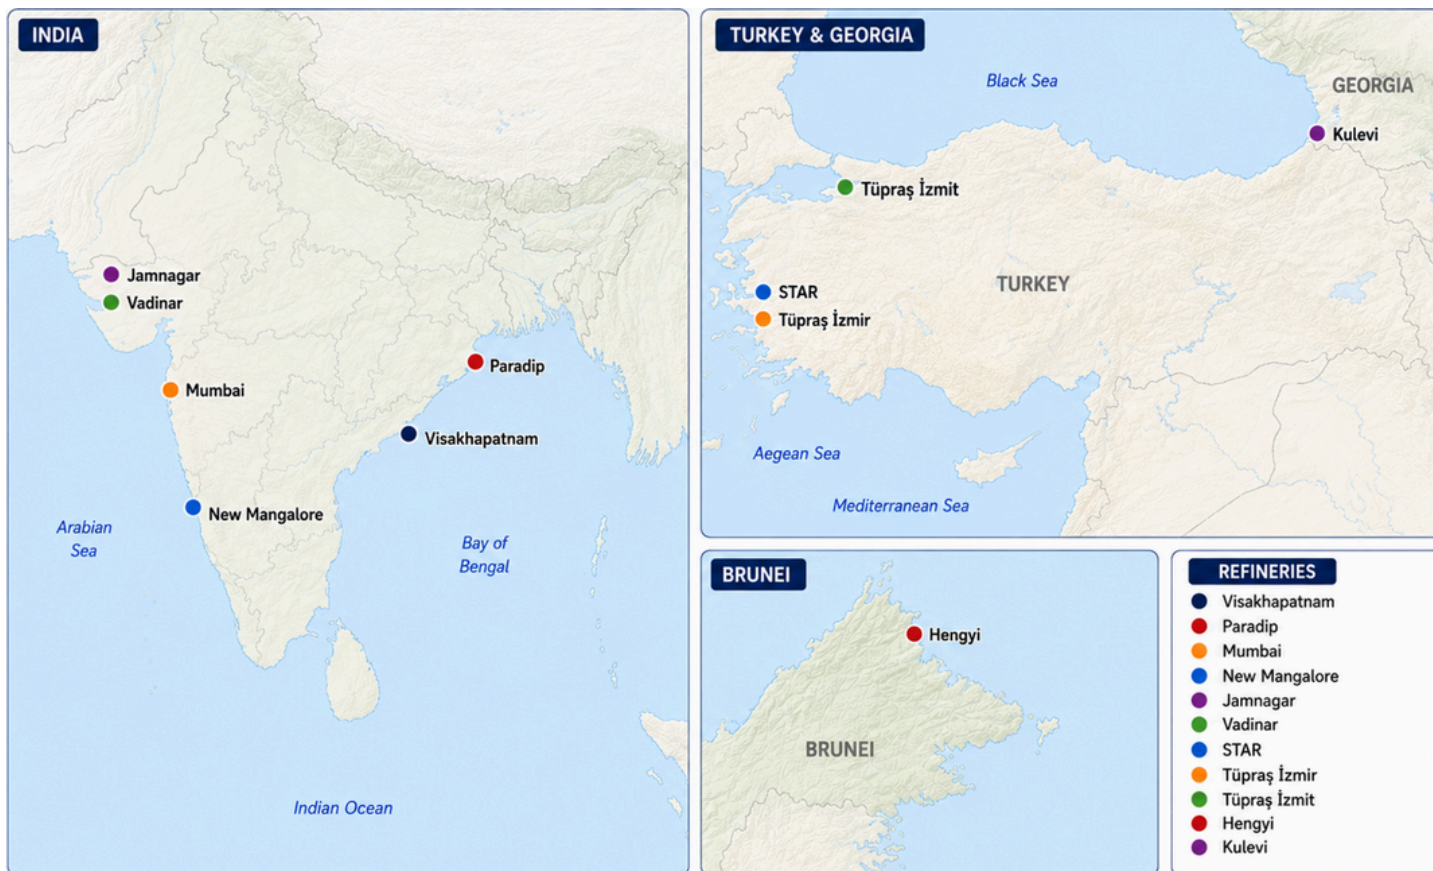 INDIA
Jamnagar
Vadinar
Mumbai
Paradip
Visakhapatnam
New Mangalore
Arabian
Sea
Bay of
Bengal
Indian Ocean
TURKEY & GEORGIA
Black Sea
GEORGIA
Kulevi
Tüpraş İzmit
TURKEY
STAR
Tüpraş İzmir
Aegean Sea
Mediterranean Sea
BRUNEI
Hengyi
BRUNEI
REFINERIES
Visakhapatnam
Paradip
Mumbai
New Mangalore
Jamnagar
Vadinar
STAR
Tüpraş İzmir
Tüpraş İzmit
Hengyi
Kulevi